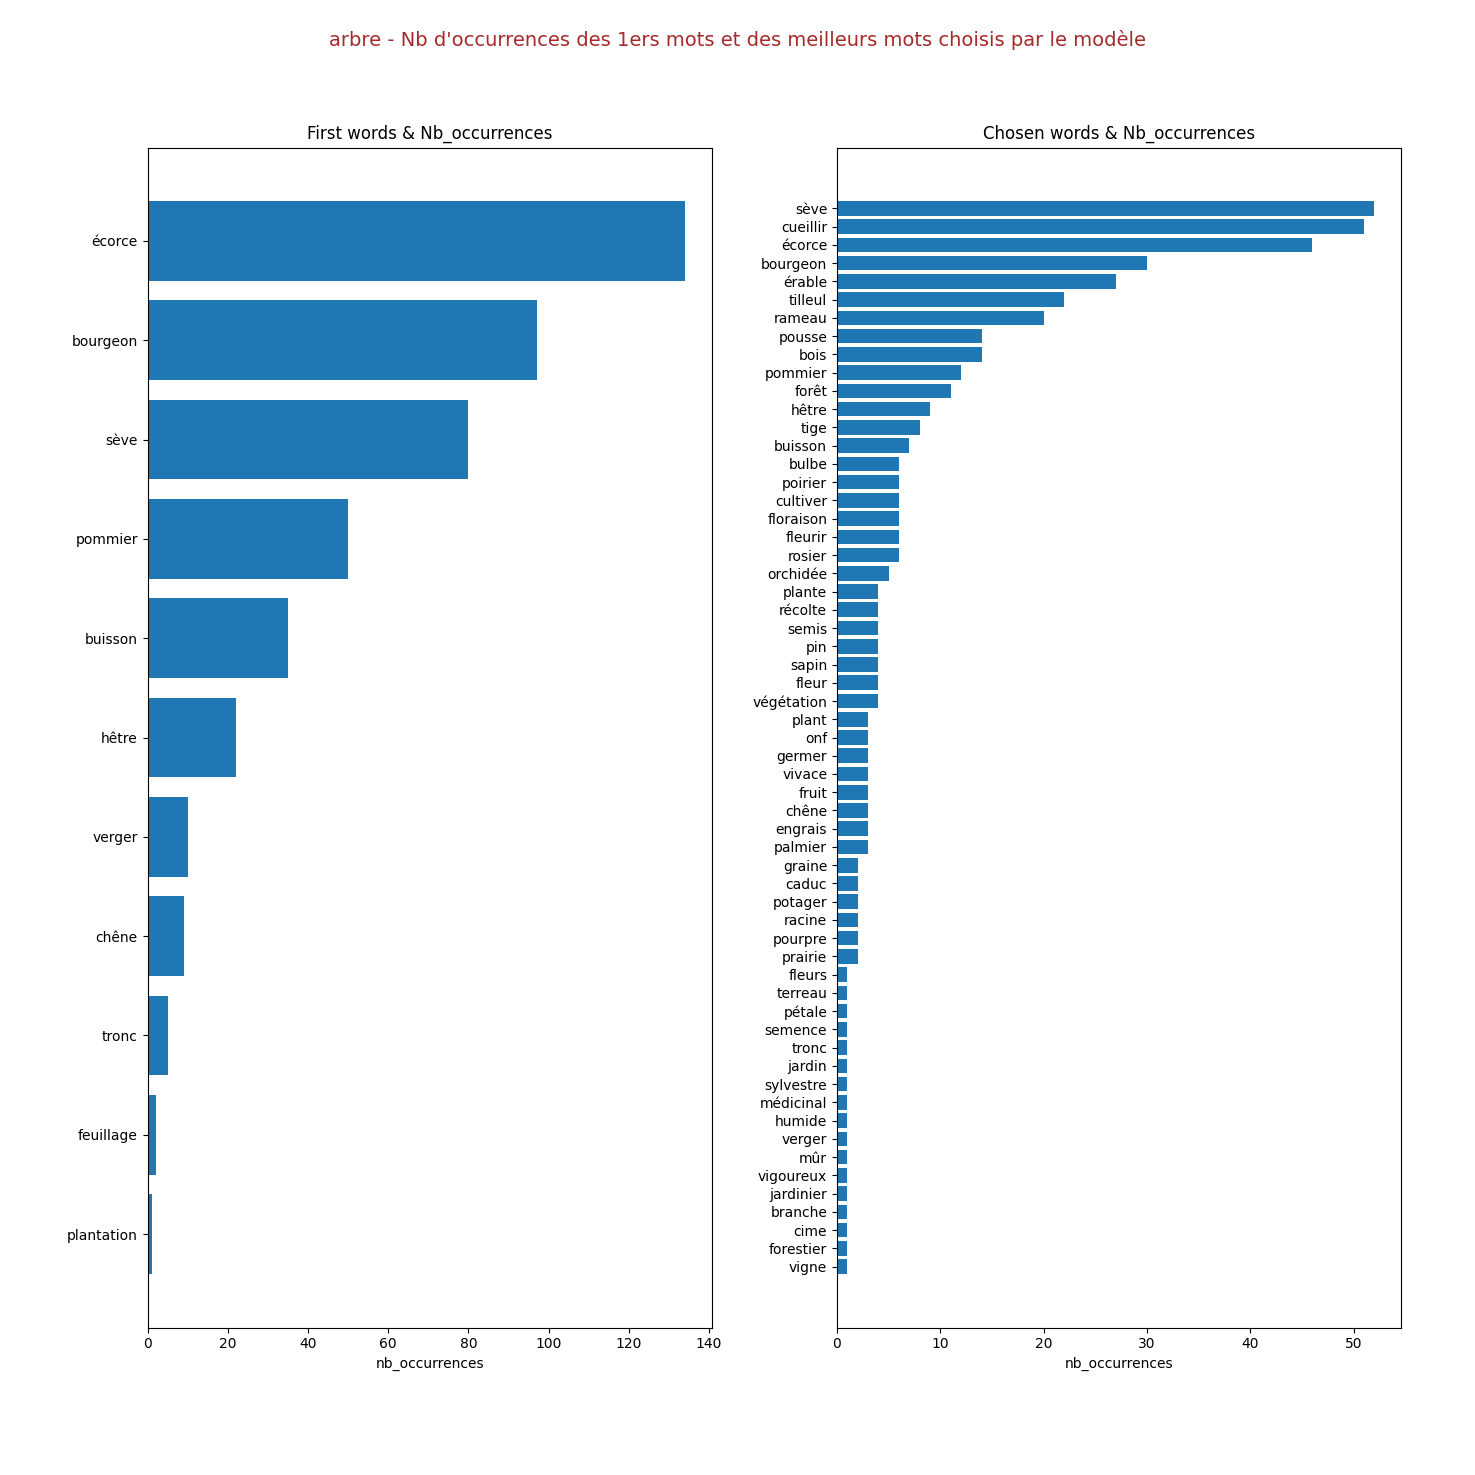 arbre - Nb d'occurrences des 1ers mots et des meilleurs mots choisis par le modèle
First words & Nb_occurrences
écorce
bourgeon
sève
pommier
buisson
hêtre
verger
chêne
tronc
feuillage
plantation
0 20 40 60 80 100 120 140
nb_occurrences
Chosen words & Nb_occurrences
sève
cueillir
écorce
bourgeon
érable
tilleul
rameau
pousse
bois
pommier
forêt
hêtre
tige
buisson
bulbe
poirier
cultiver
floraison
fleurir
rosier
orchidée
plante
récolte
semis
pin
sapin
fleur
végétation
plant
onf
germer
vivace
fruit
chêne
engrais
palmier
graine
caduc
potager
racine
pourpre
prairie
fleurs
terreau
pétale
semence
tronc
jardin
sylvestre
médicinal
humide
verger
mûr
vigoureux
jardinier
branche
cime
forestier
vigne
0 10 20 30 40 50
nb_occurrences